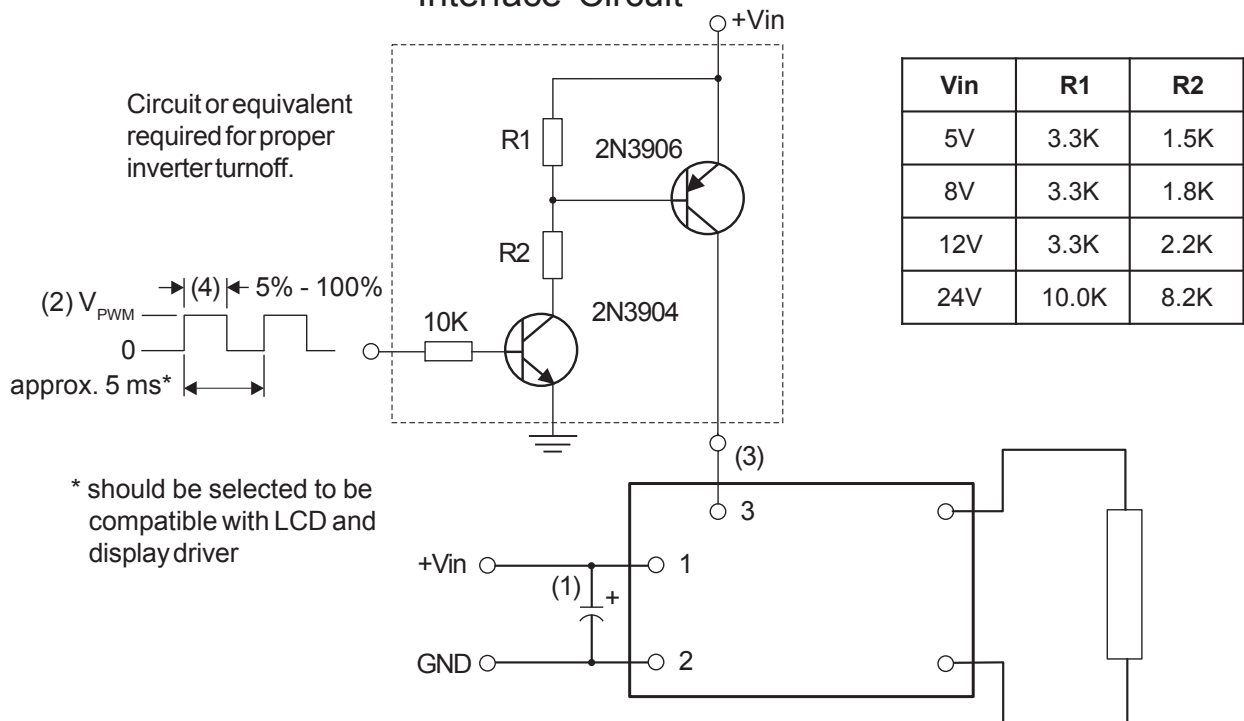 Interface Circuit
+Vin
Circuit or equivalent
required for proper
inverter turnoff.
R1
2N3906
R2
2N3904
10K
(2) V PWM
(4)
5% - 100%
0
approx. 5 ms*
* should be selected to be
compatible with LCD and
display driver
Vin R1 R2
5V 3.3K 1.5K
8V 3.3K 1.8K
12V 3.3K 2.2K
24V 10.0K 8.2K
(3)
3
+Vin
1
(1)
+
GND
2